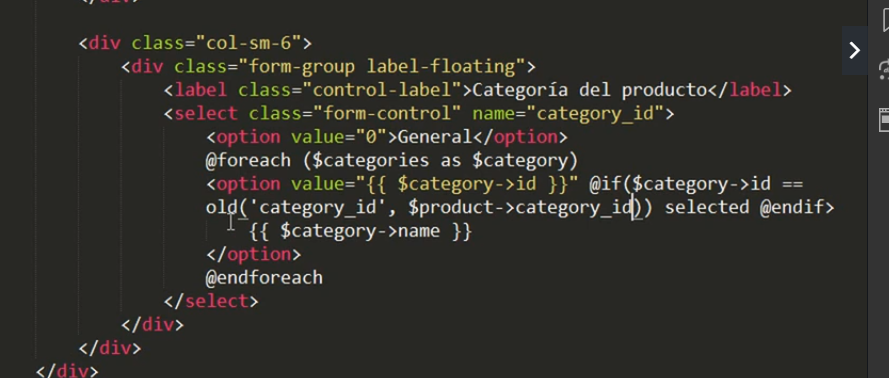 <div class="col-sm-6">
<div class="form-group label-floating">
<label class="control-label">Categoría del producto</label>
<select class="form-control" name="category_id">
<option value="0">General</option>
@foreach ($categories as $category)
<option value="{{ $category->id }}" @if($category->id ==
old('category_id', $product->category_id)) selected @endif>
{{ $category->name }}
</option>
@endforeach
</select>
</div>
</div>
</div>